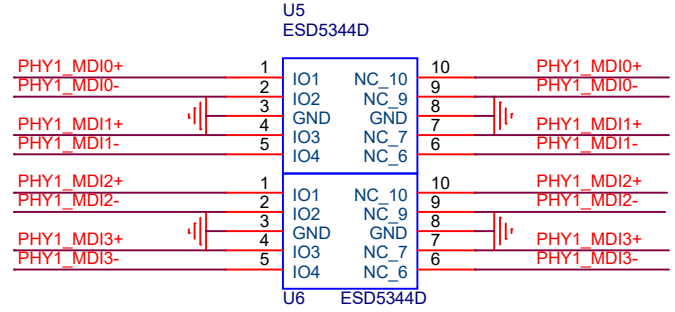 U5
ESD5344D
PHY1_MDI0+ 1 IO1 NC_10 10 PHY1_MDI0+
PHY1_MDI0- 2 IO2 NC_9 9 PHY1_MDI0-
3 GND GND 8
PHY1_MDI1+ 4 IO3 NC_7 7 PHY1_MDI1+
PHY1_MDI1- 5 IO4 NC_6 6 PHY1_MDI1-
PHY1_MDI2+ 1 IO1 NC_10 10 PHY1_MDI2+
PHY1_MDI2- 2 IO2 NC_9 9 PHY1_MDI2-
3 GND GND 8
PHY1_MDI3+ 4 IO3 NC_7 7 PHY1_MDI3+
PHY1_MDI3- 5 IO4 NC_6 6 PHY1_MDI3-
U6 ESD5344D